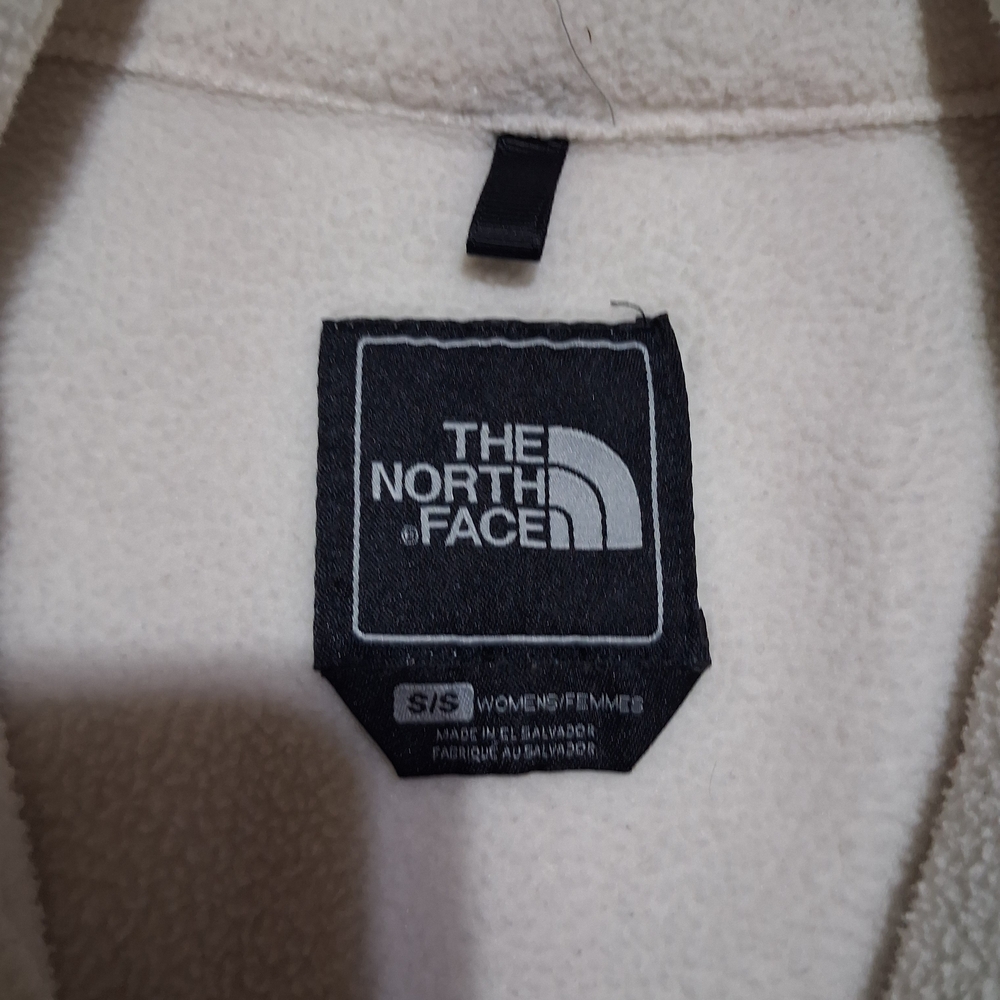 THE
NORTH
®FACE
S/S WOMENS/FEMMES
MADE IN EL SALVADOR
FABRIQUÉ AU SALVADOR